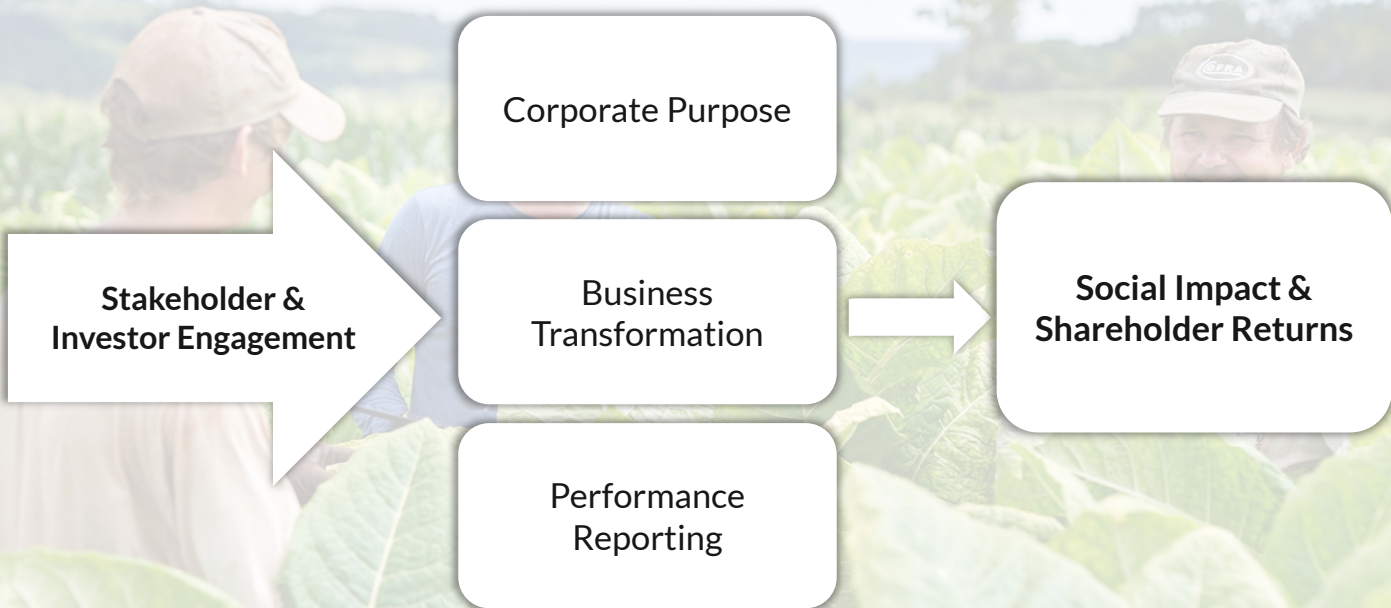 Corporate Purpose
Stakeholder &
Investor Engagement
Business
Transformation
Performance
Reporting
Social Impact &
Shareholder Returns